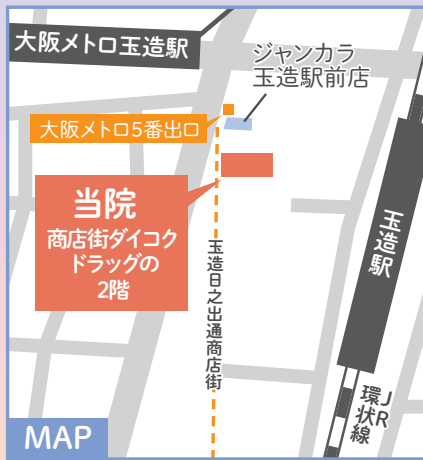 大阪メトロ玉造駅
ジャンカラ
玉造駅前店
大阪メトロ5番出口
当院
商店街ダイコク
ドラッグの
2階
玉造日之出通商店街
玉造駅
JR
環状線
MAP